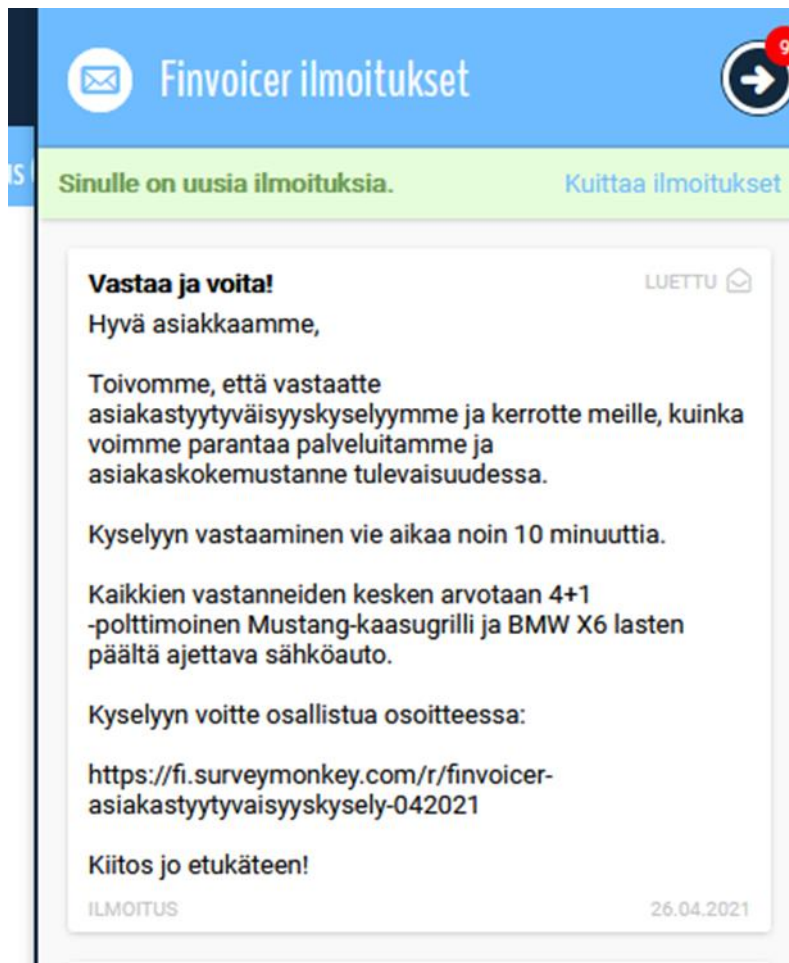 Finvoicer ilmoitukset
9
us
Sinulle on uusia ilmoituksia.
Kuittaa ilmoitukset
Vastaa ja voita!
LUETTU
Hyvä asiakkaamme,
Toivomme, että vastaatte
asiakastyytyväisyyskyselyymme ja kerrotte meille, kuinka
voimme parantaa palveluitamme ja
asiakaskokemustanne tulevaisuudessa.
Kyselyyn vastaaminen vie aikaa noin 10 minuuttia.
Kaikkien vastanneiden kesken arvotaan 4+1
-polttimoinen Mustang-kaasugrilli ja BMW X6 lasten
päältä ajettava sähköauto.
Kyselyyn voitte osallistua osoitteessa:
https://fi.surveymonkey.com/r/finvoicer-
asiakastyytyvaisyyskysely-042021
Kiitos jo etukäteen!
ILMOITUS
26.04.2021